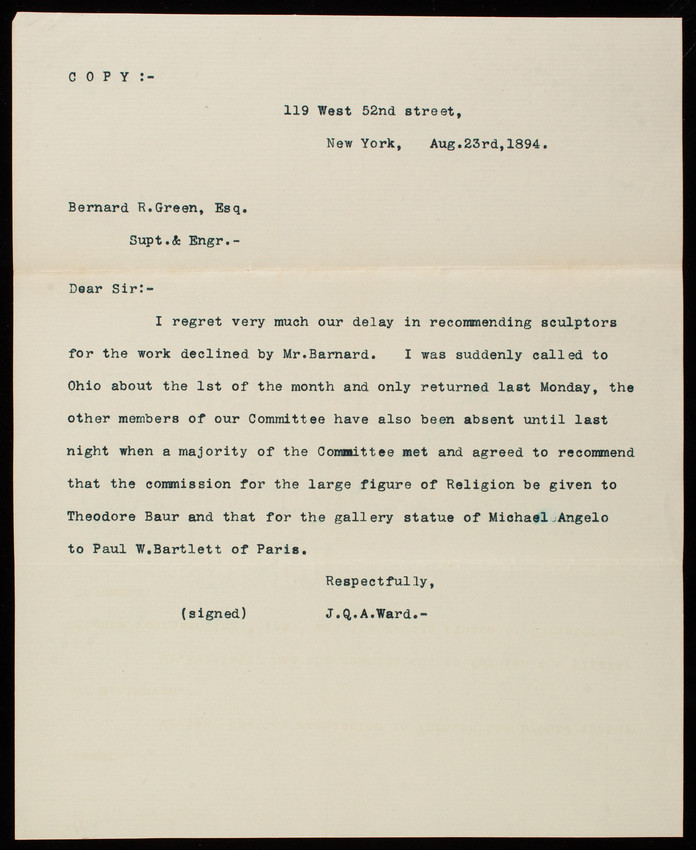 COPY:-
119 West 52nd street,
New York, Aug.23rd,1894.
Bernard R.Green, Esq.
Supt.& Engr.-
Dear Sir:-
I regret very much our delay in recommending sculptors
for the work declined by Mr.Barnard. I was suddenly called to
Ohio about the 1st of the month and only returned last Monday, the
other members of our Committee have also been absent until last
night when a majority of the Committee met and agreed to recommend
that the commission for the large figure of Religion be given to
Theodore Baur and that for the gallery statue of Michael Angelo
to Paul W.Bartlett of Paris.
Respectfully,
(signed) J.Q.A.Ward.-